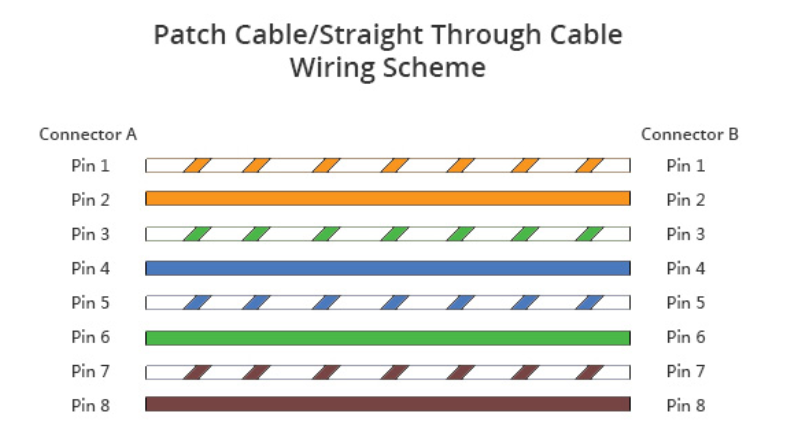 Patch Cable/Straight Through Cable
Wiring Scheme
Connector A Connector B
Pin 1 Pin 1
Pin 2 Pin 2
Pin 3 Pin 3
Pin 4 Pin 4
Pin 5 Pin 5
Pin 6 Pin 6
Pin 7 Pin 7
Pin 8 Pin 8